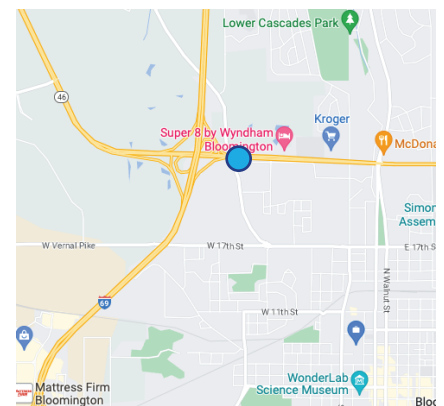 Lower Cascades Park
46
Kroger
Super 8 by Wyndham
Bloomington
McDona
Simon
Assem
W Vernal Pike
W 17th St
E 17th St
N Walnut St
69
W 11th St
WonderLab
Science Museum
Mattress Firm
Bloomington
Bloo